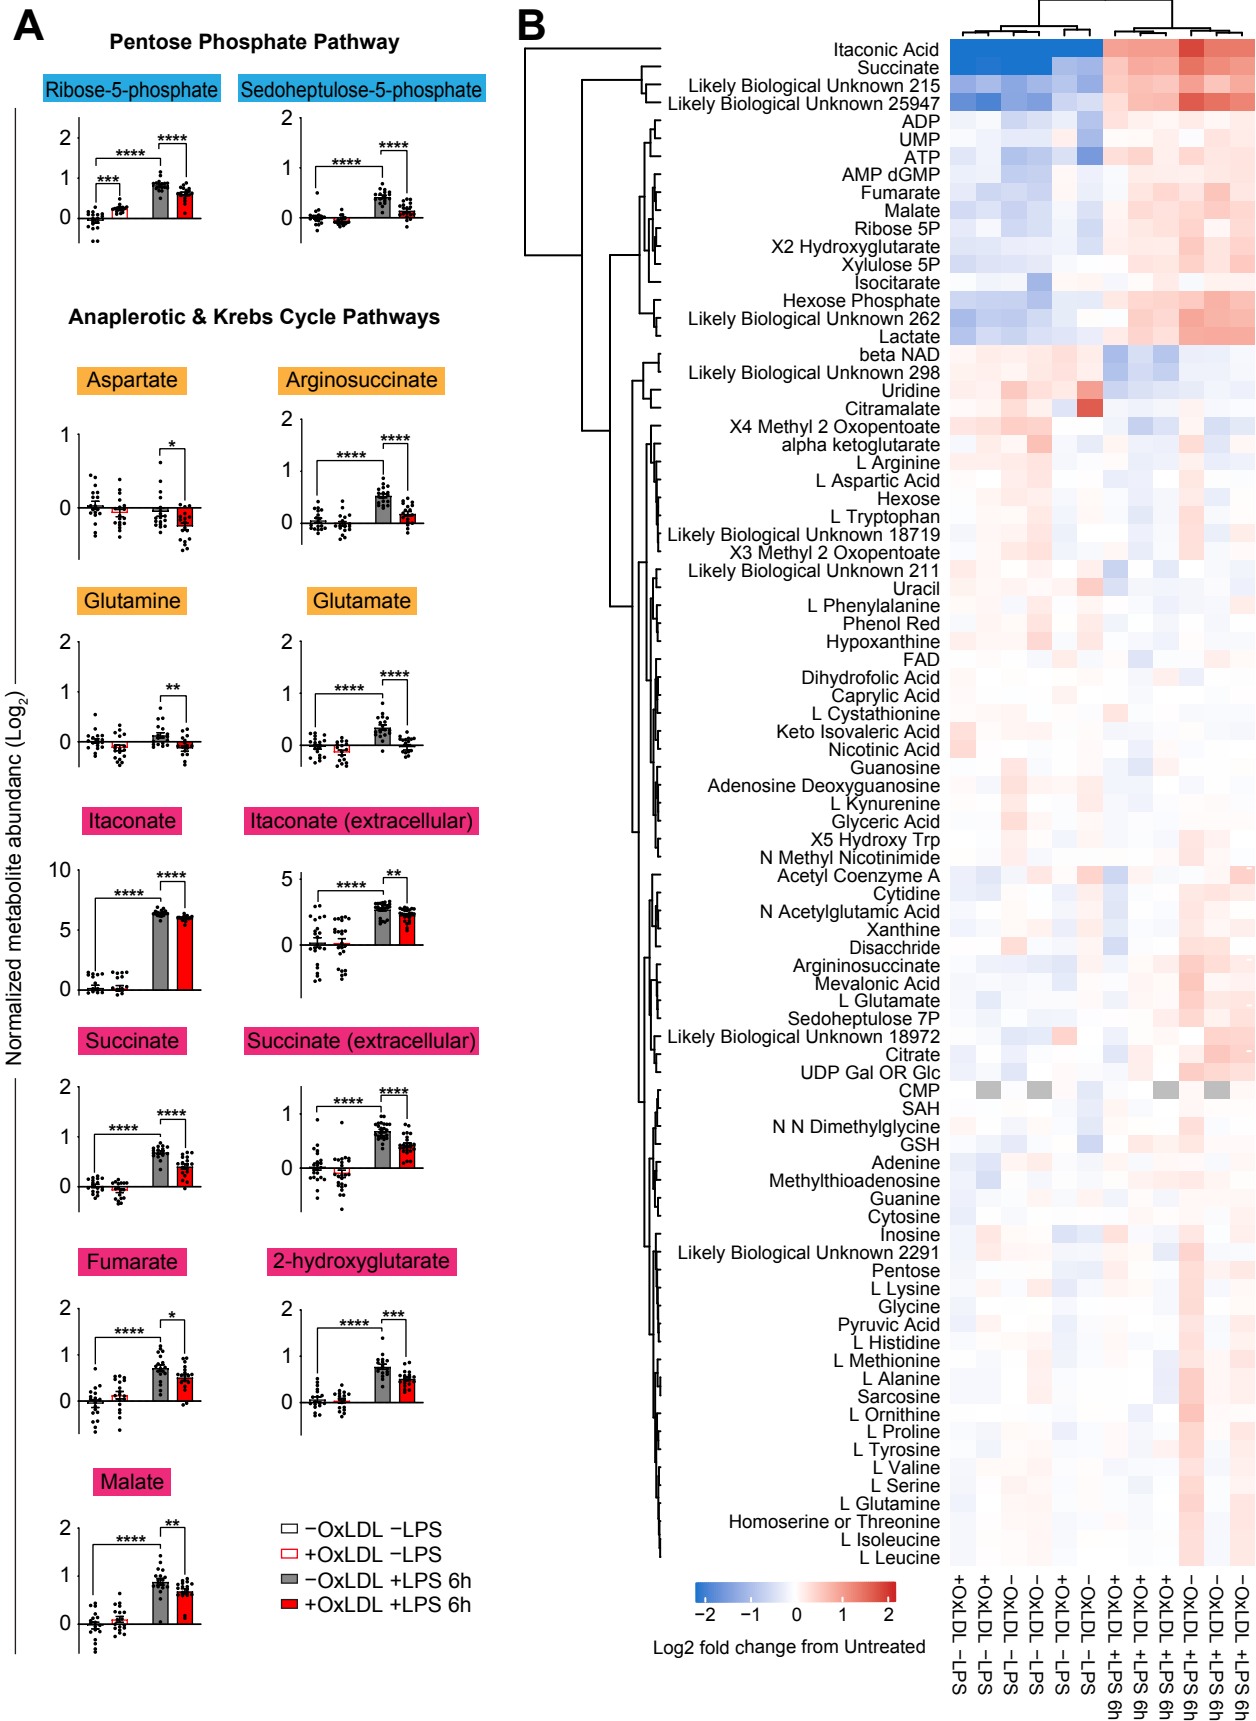 A
Pentose Phosphate Pathway
Ribose-5-phosphate
Sedoheptulose-5-phosphate
2
1
0
***
****
****
2
1
0
****
****
Anaplerotic & Krebs Cycle Pathways
Aspartate
Arginosuccinate
1
0
*
2
1
0
****
****
Glutamine
Glutamate
2
1
0
**
2
1
0
****
****
Itaconate
Itaconate (extracellular)
10
5
0
****
****
5
0
****
**
Succinate
Succinate (extracellular)
2
1
0
****
****
1
0
****
****
Fumarate
2-hydroxyglutarate
2
1
0
****
*
2
1
0
****
***
Malate
2
1
0
****
**
Normalized metabolite abundanc (Log2)
−OxLDL −LPS
+OxLDL −LPS
−OxLDL +LPS 6h
+OxLDL +LPS 6h
B
Itaconic Acid
Succinate
Likely Biological Unknown 215
Likely Biological Unknown 25947
ADP
UMP
ATP
AMP dGMP
Fumarate
Malate
Ribose 5P
X2 Hydroxyglutarate
Xylulose 5P
Isocitarate
Hexose Phosphate
Likely Biological Unknown 262
Lactate
beta NAD
Likely Biological Unknown 298
Uridine
Citramalate
X4 Methyl 2 Oxopentoate
alpha ketoglutarate
L Arginine
L Aspartic Acid
Hexose
L Tryptophan
Likely Biological Unknown 18719
X3 Methyl 2 Oxopentoate
Likely Biological Unknown 211
Uracil
L Phenylalanine
Phenol Red
Hypoxanthine
FAD
Dihydrofolic Acid
Caprylic Acid
L Cystathionine
Keto Isovaleric Acid
Nicotinic Acid
Guanosine
Adenosine Deoxyguanosine
L Kynurenine
Glyceric Acid
X5 Hydroxy Trp
N Methyl Nicotinimide
Acetyl Coenzyme A
Cytidine
N Acetylglutamic Acid
Xanthine
Disacchride
Argininosuccinate
Mevalonic Acid
L Glutamate
Sedoheptulose 7P
Likely Biological Unknown 18972
Citrate
UDP Gal OR Glc
CMP
SAH
N N Dimethylglycine
GSH
Adenine
Methylthioadenosine
Guanine
Cytosine
Inosine
Likely Biological Unknown 2291
Pentose
L Lysine
Glycine
Pyruvic Acid
L Histidine
L Methionine
L Alanine
Sarcosine
L Ornithine
L Proline
L Tyrosine
L Valine
L Serine
L Glutamine
Homoserine or Threonine
L Isoleucine
L Leucine
−2 −1 0 1 2
Log2 fold change from Untreated
+OxLDL −LPS
+OxLDL −LPS
−OxLDL −LPS
−OxLDL −LPS
+OxLDL −LPS
−OxLDL −LPS
+OxLDL +LPS 6h
+OxLDL +LPS 6h
+OxLDL +LPS 6h
−OxLDL +LPS 6h
−OxLDL +LPS 6h
−OxLDL +LPS 6h